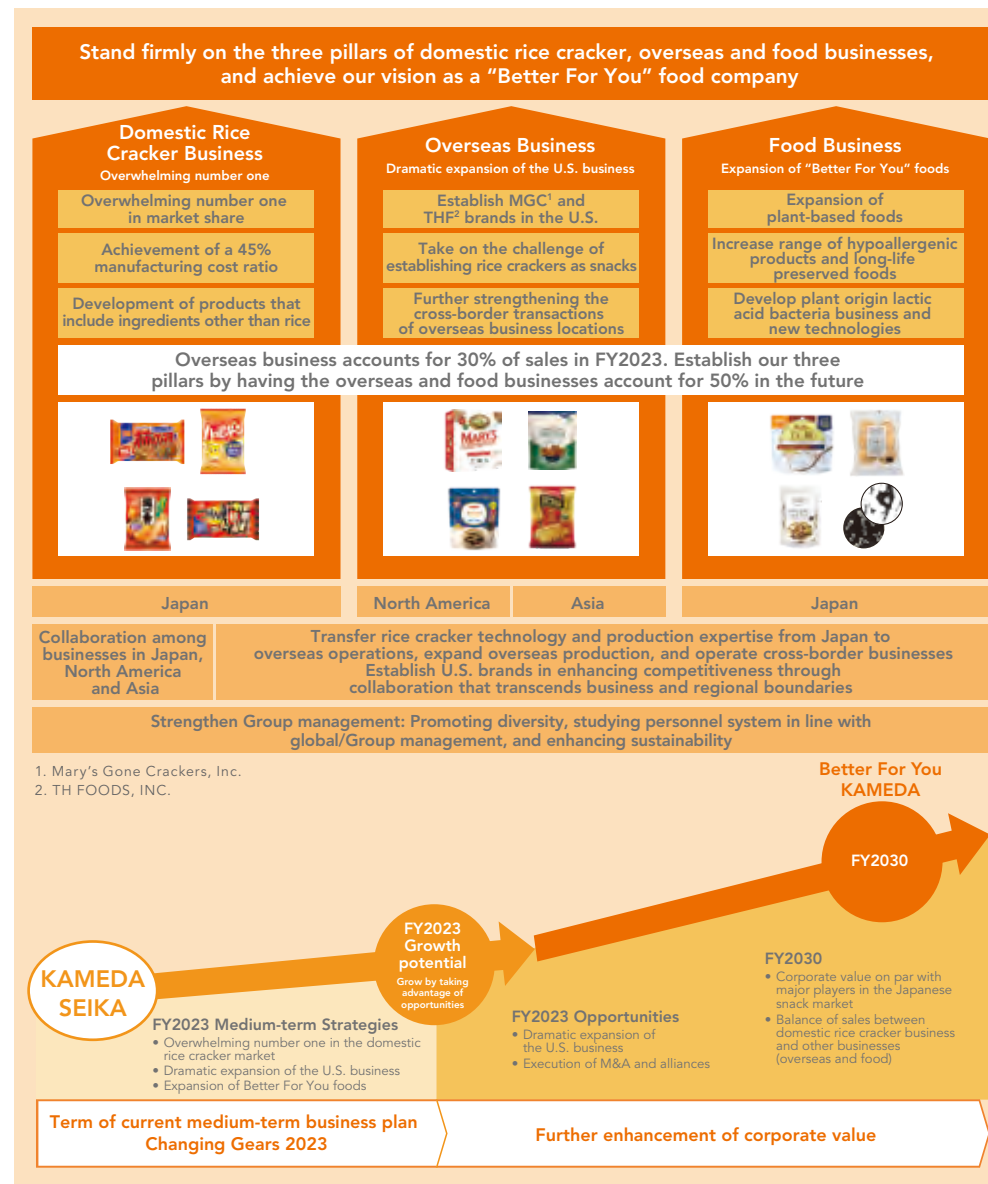 Stand firmly on the three pillars of domestic rice cracker, overseas and food businesses,
and achieve our vision as a “Better For You” food company
Domestic Rice
Cracker Business
Overwhelming number one
Overwhelming number one
in market share
Achievement of a 45%
manufacturing cost ratio
Development of products that
include ingredients other than rice
Overseas Business
Dramatic expansion of the U.S. business
Establish MGC¹ and
THF² brands in the U.S.
Take on the challenge of
establishing rice crackers as snacks
Further strengthening the
cross-border transactions
of overseas business locations
Food Business
Expansion of “Better For You” foods
Expansion of
plant-based foods
Increase range of hypoallergenic
products and long-life
preserved foods
Develop plant origin lactic
acid bacteria business and
new technologies
Overseas business accounts for 30% of sales in FY2023. Establish our three
pillars by having the overseas and food businesses account for 50% in the future
MARY'S
Japan
North America
Asia
Japan
Collaboration among
businesses in Japan,
North America
and Asia
Transfer rice cracker technology and production expertise from Japan to
overseas operations, expand overseas production, and operate cross-border businesses
Establish U.S. brands in enhancing competitiveness through
collaboration that transcends business and regional boundaries
Strengthen Group management: Promoting diversity, studying personnel system in line with
global/Group management, and enhancing sustainability
1. Mary’s Gone Crackers, Inc.
2. TH FOODS, INC.
Better For You
KAMEDA
FY2030
FY2023
Growth
potential
Grow by taking
advantage of
opportunities
KAMEDA
SEIKA
FY2023 Medium-term Strategies
• Overwhelming number one in the domestic
rice cracker market
• Dramatic expansion of the U.S. business
• Expansion of Better For You foods
FY2023 Opportunities
• Dramatic expansion of
the U.S. business
• Execution of M&A and alliances
FY2030
• Corporate value on par with
major players in the Japanese
snack market
• Balance of sales between
domestic rice cracker business
and other businesses
(overseas and food)
Term of current medium-term business plan
Changing Gears 2023
Further enhancement of corporate value